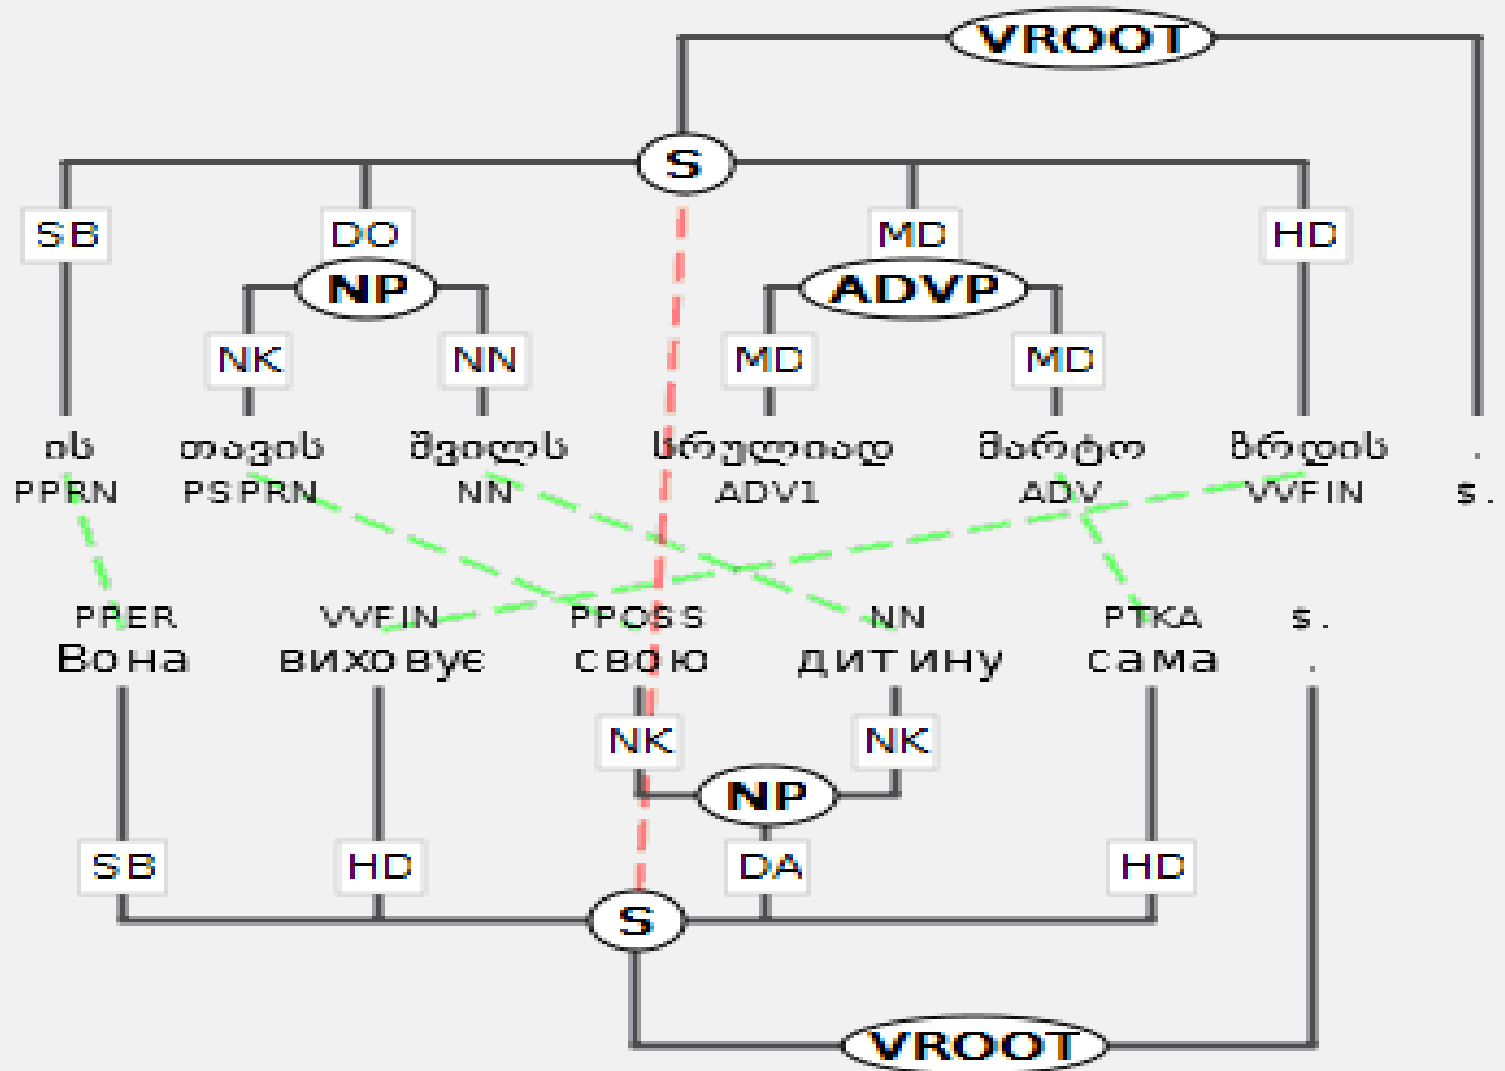 VROOT
S
SB DO MD HD
NP ADVP
NK NN MD MD
ის თავის შვილს სრულიად მარტო ზრდის .
PPRN PSPRN NN ADV1 ADV VVFIN $.
PPER VVFIN PPOSS NN PTKA $.
Вона виховує свою дитину сама .
NK NK
NP
SB HD DA HD
S
VROOT